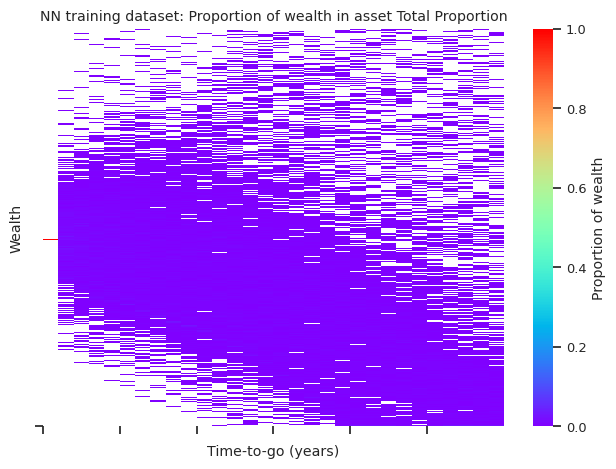 NN training dataset: Proportion of wealth in asset Total Proportion
Wealth
Time-to-go (years)
1.0
0.8
0.6
0.4
0.2
0.0
Proportion of wealth